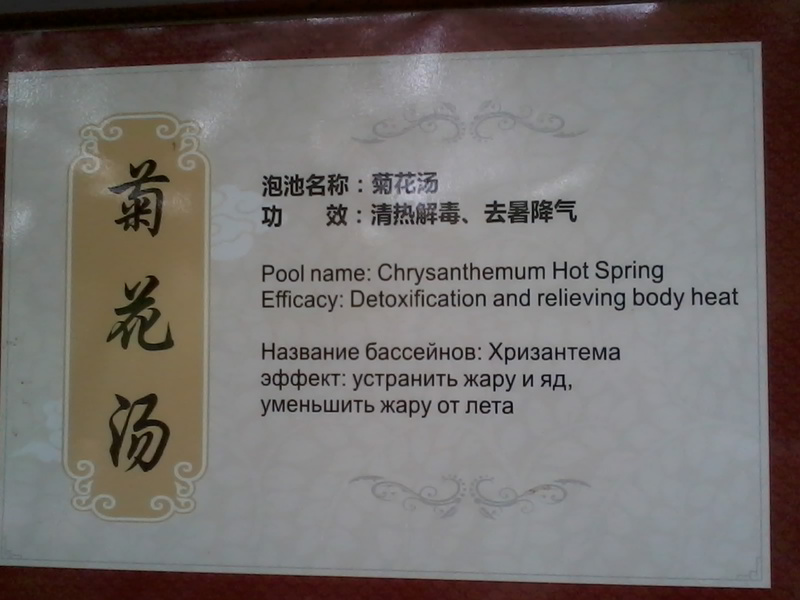 菊花汤
泡池名称：菊花汤
功　　效：清热解毒、去暑降气
Pool name: Chrysanthemum Hot Spring
Efficacy: Detoxification and relieving body heat
Название бассейнов: Хризантема
эффект: устранить жару и яд,
уменьшить жару от лета